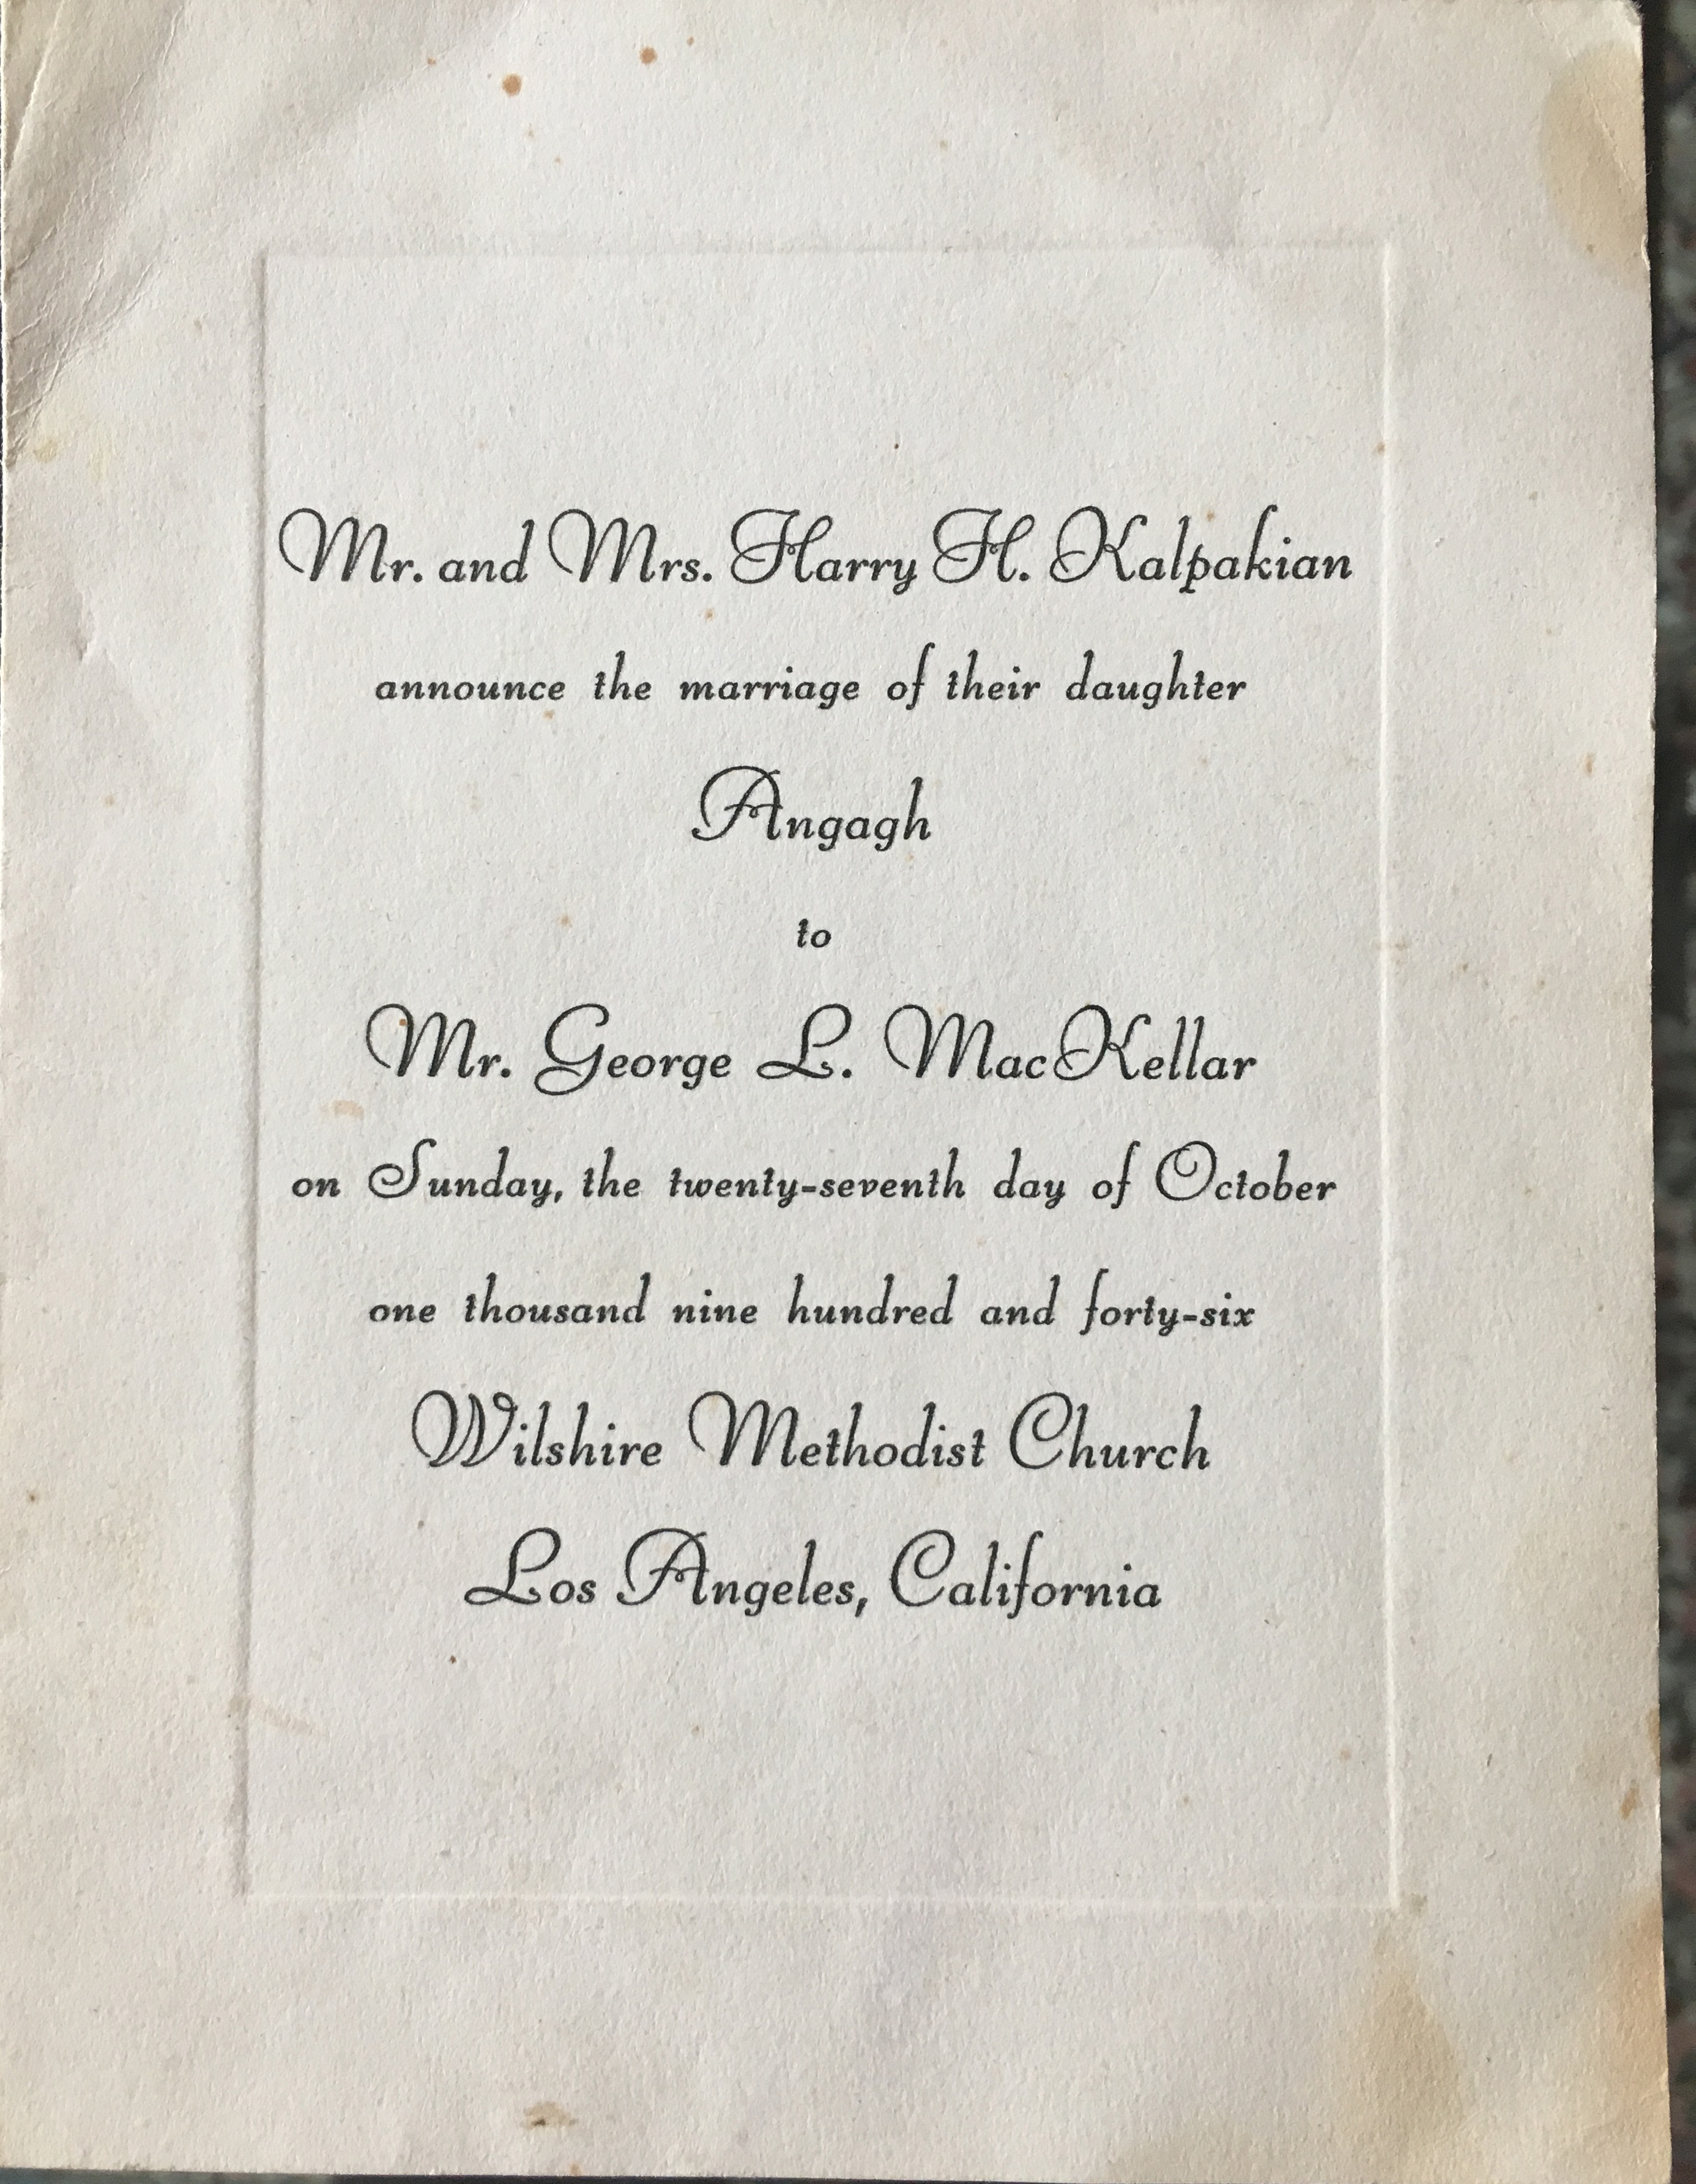 Mr. and Mrs. Harry H. Kalpakian
announce the marriage of their daughter
Angagh
to
Mr. George L. MacKellar
on Sunday, the twenty-seventh day of October
one thousand nine hundred and forty-six
Wilshire Methodist Church
Los Angeles, California